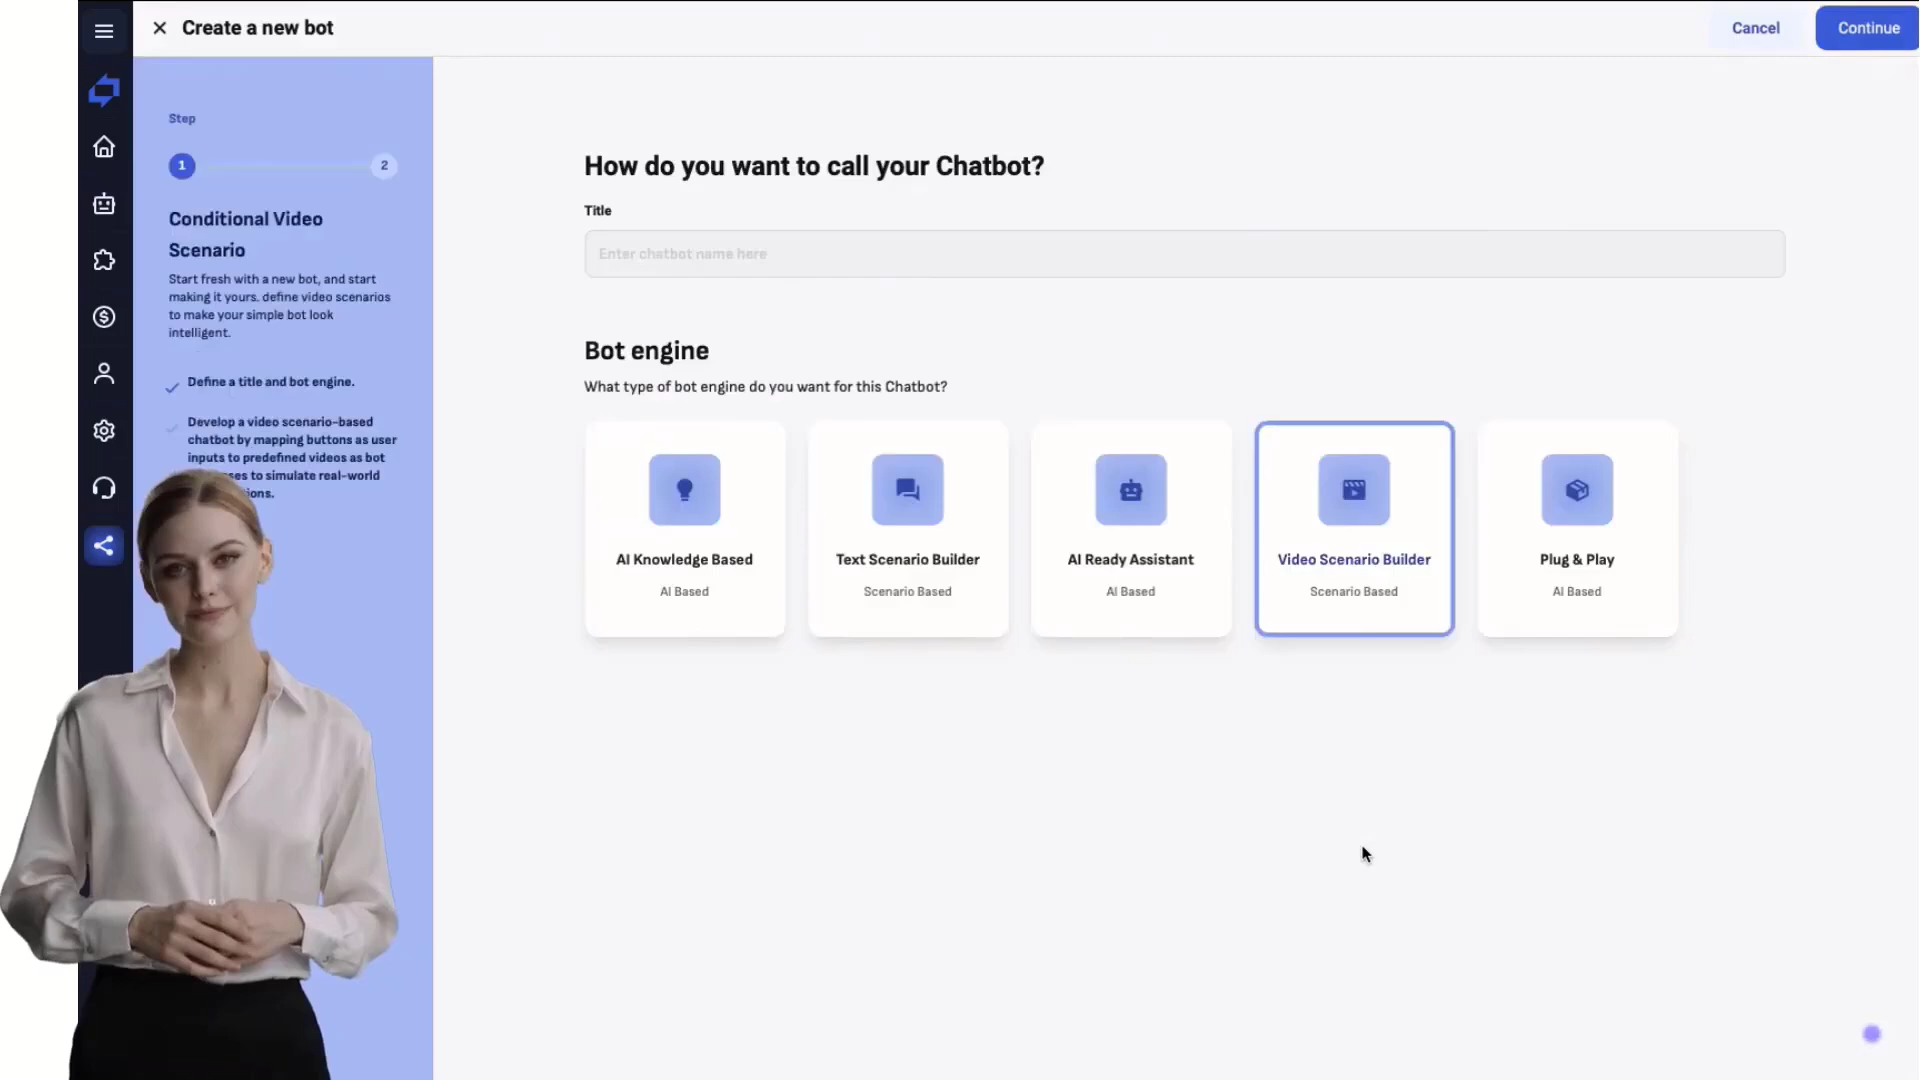 Create a new bot
Cancel
Continue
Step
1
2
Conditional Video
Scenario
Start fresh with a new bot, and start
making it yours. define video scenarios
to make your simple bot look
intelligent.
Define a title and bot engine.
Develop a video scenario-based
chatbot by mapping buttons as user
inputs to predefined videos as bot
to simulate real-world
How do you want to call your Chatbot?
Title
Enter chatbot name here
Bot engine
What type of bot engine do you want for this Chatbot?
AI Knowledge Based
AI Based
Text Scenario Builder
Scenario Based
AI Ready Assistant
AI Based
Video Scenario Builder
Scenario Based
Plug & Play
AI Based